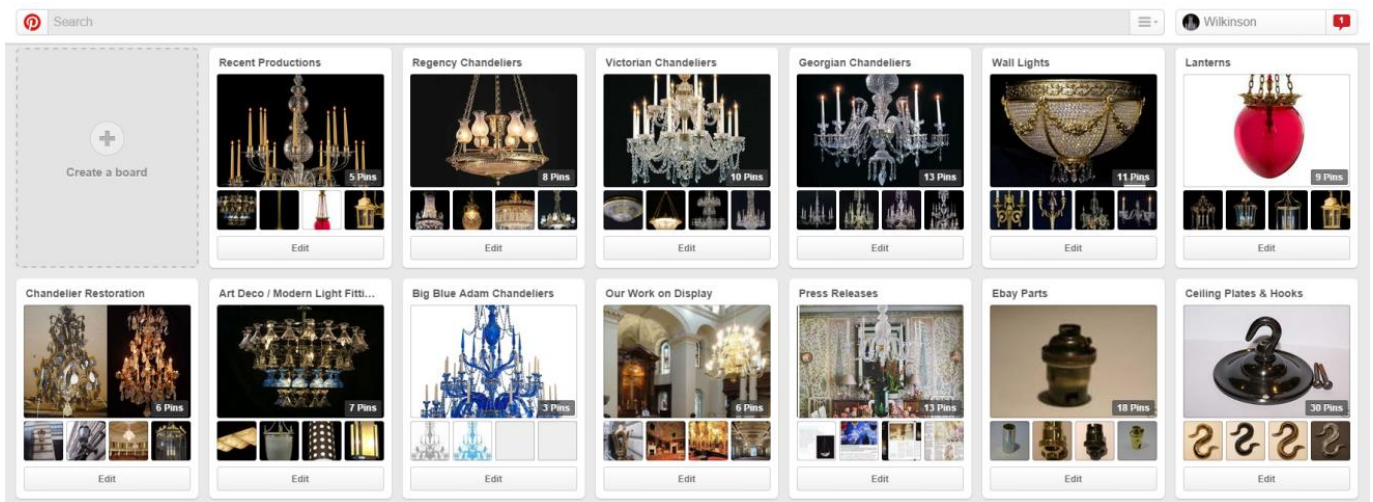 Search
Wilkinson
1
Create a board
Recent Productions
5 Pins
Edit
Regency Chandeliers
8 Pins
Edit
Victorian Chandeliers
10 Pins
Edit
Georgian Chandeliers
13 Pins
Edit
Wall Lights
11 Pins
Edit
Lanterns
9 Pins
Edit
Chandelier Restoration
6 Pins
Edit
Art Deco / Modern Light Fitti...
7 Pins
Edit
Big Blue Adam Chandeliers
3 Pins
Edit
Our Work on Display
6 Pins
Edit
Press Releases
13 Pins
Edit
Ebay Parts
18 Pins
Edit
Ceiling Plates & Hooks
30 Pins
Edit